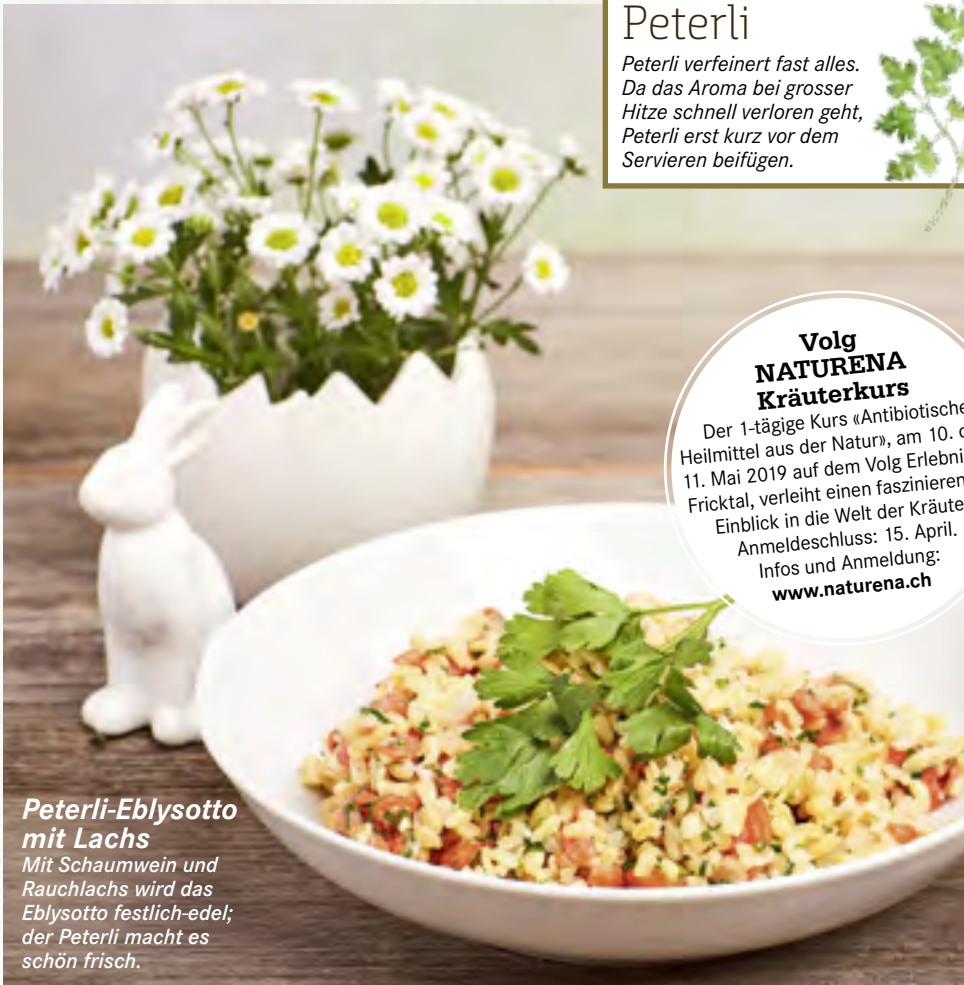 Peterli
Peterli verfeinert fast alles.
Da das Aroma bei grosser
Hitze schnell verloren geht,
Peterli erst kurz vor dem
Servieren beifügen.
Volg
NATURENA
Kräuterkurs
Der 1-tägige Kurs «Antibiotische
Heilmittel aus der Natur», am 10.
11. Mai 2019 auf dem Volg
Fricktal, verleiht einen
Einblick in die Welt der
Anmeldeschluss: 15. April.
Infos und Anmeldung:
www.naturena.ch
Peterli-Eblysotto
mit Lachs
Mit Schaumwein und
Rauchlachs wird das
Eblysotto festlich-edel;
der Peterli macht es
schön frisch.